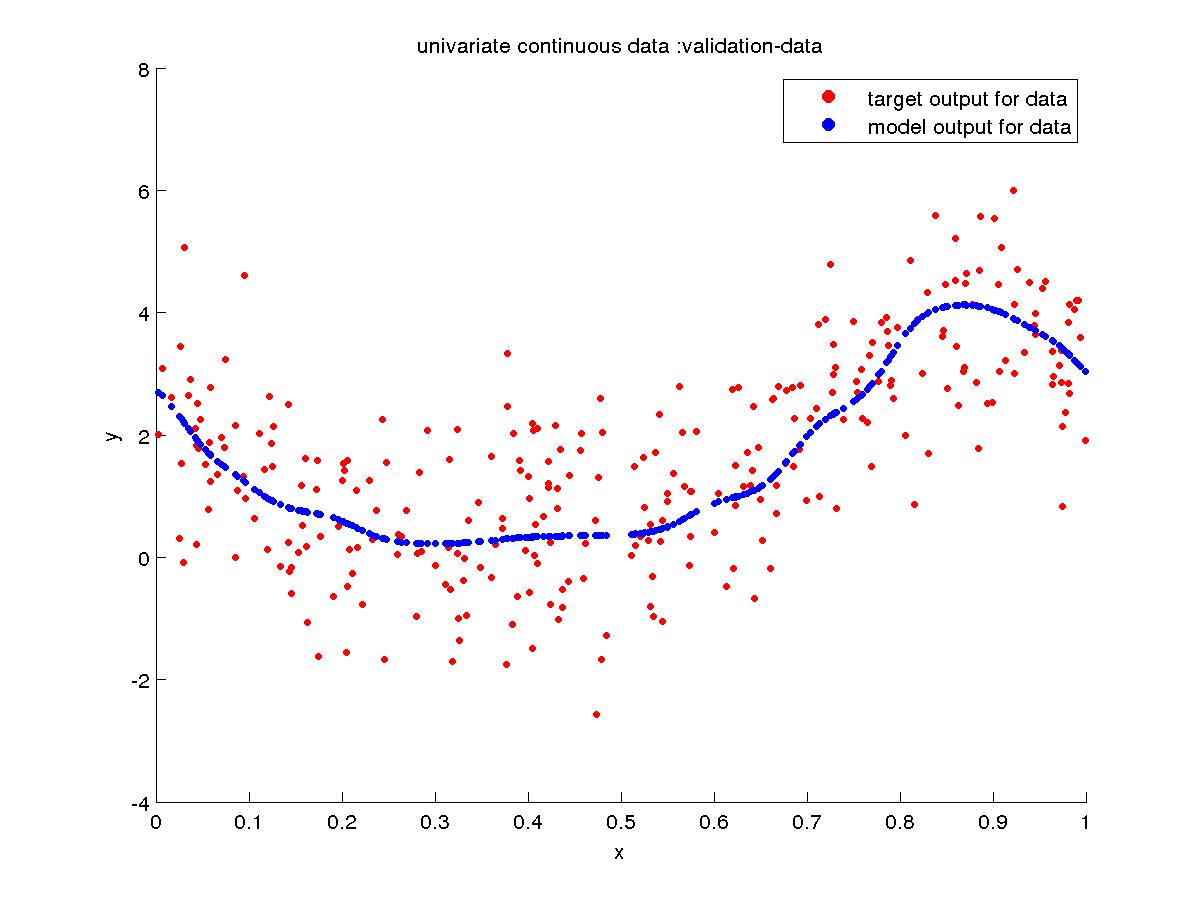 univariate continuous data :validation-data
target output for data
model output for data
8
6
4
2
0
-2
-4
y
0 0.1 0.2 0.3 0.4 0.5 0.6 0.7 0.8 0.9 1
x